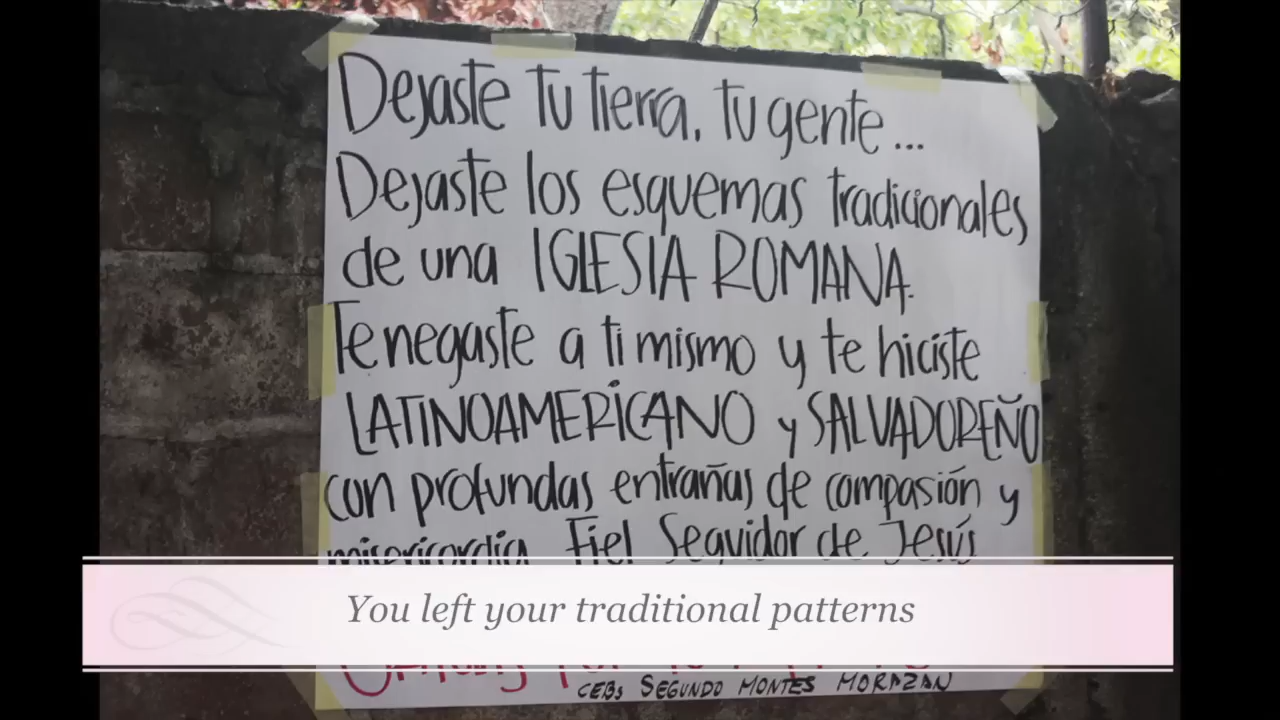 Dejaste tu tierra, tu gente...
Dejaste los esquemas tradicionales
de una IGLESIA ROMANA.
Te negaste a ti mismo y te hiciste
LATINOAMERICANO y SALVADOREÑO
con profundas entrañas de compasión y
misericordia. Fiel Seguidor de Jesús
You left your traditional patterns
CEBs SEGUNDO MONTES MORAZAN